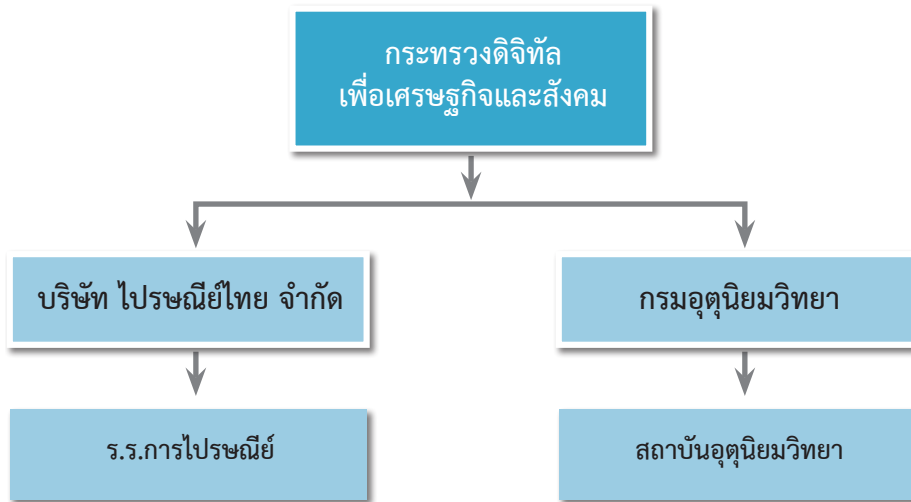 กระทรวงดิจิทัล
เพื่อเศรษฐกิจและสังคม
บริษัท ไปรษณีย์ไทย จำกัด
กรมอุตุนิยมวิทยา
ร.ร.การไปรษณีย์
สถาบันอุตุนิยมวิทยา